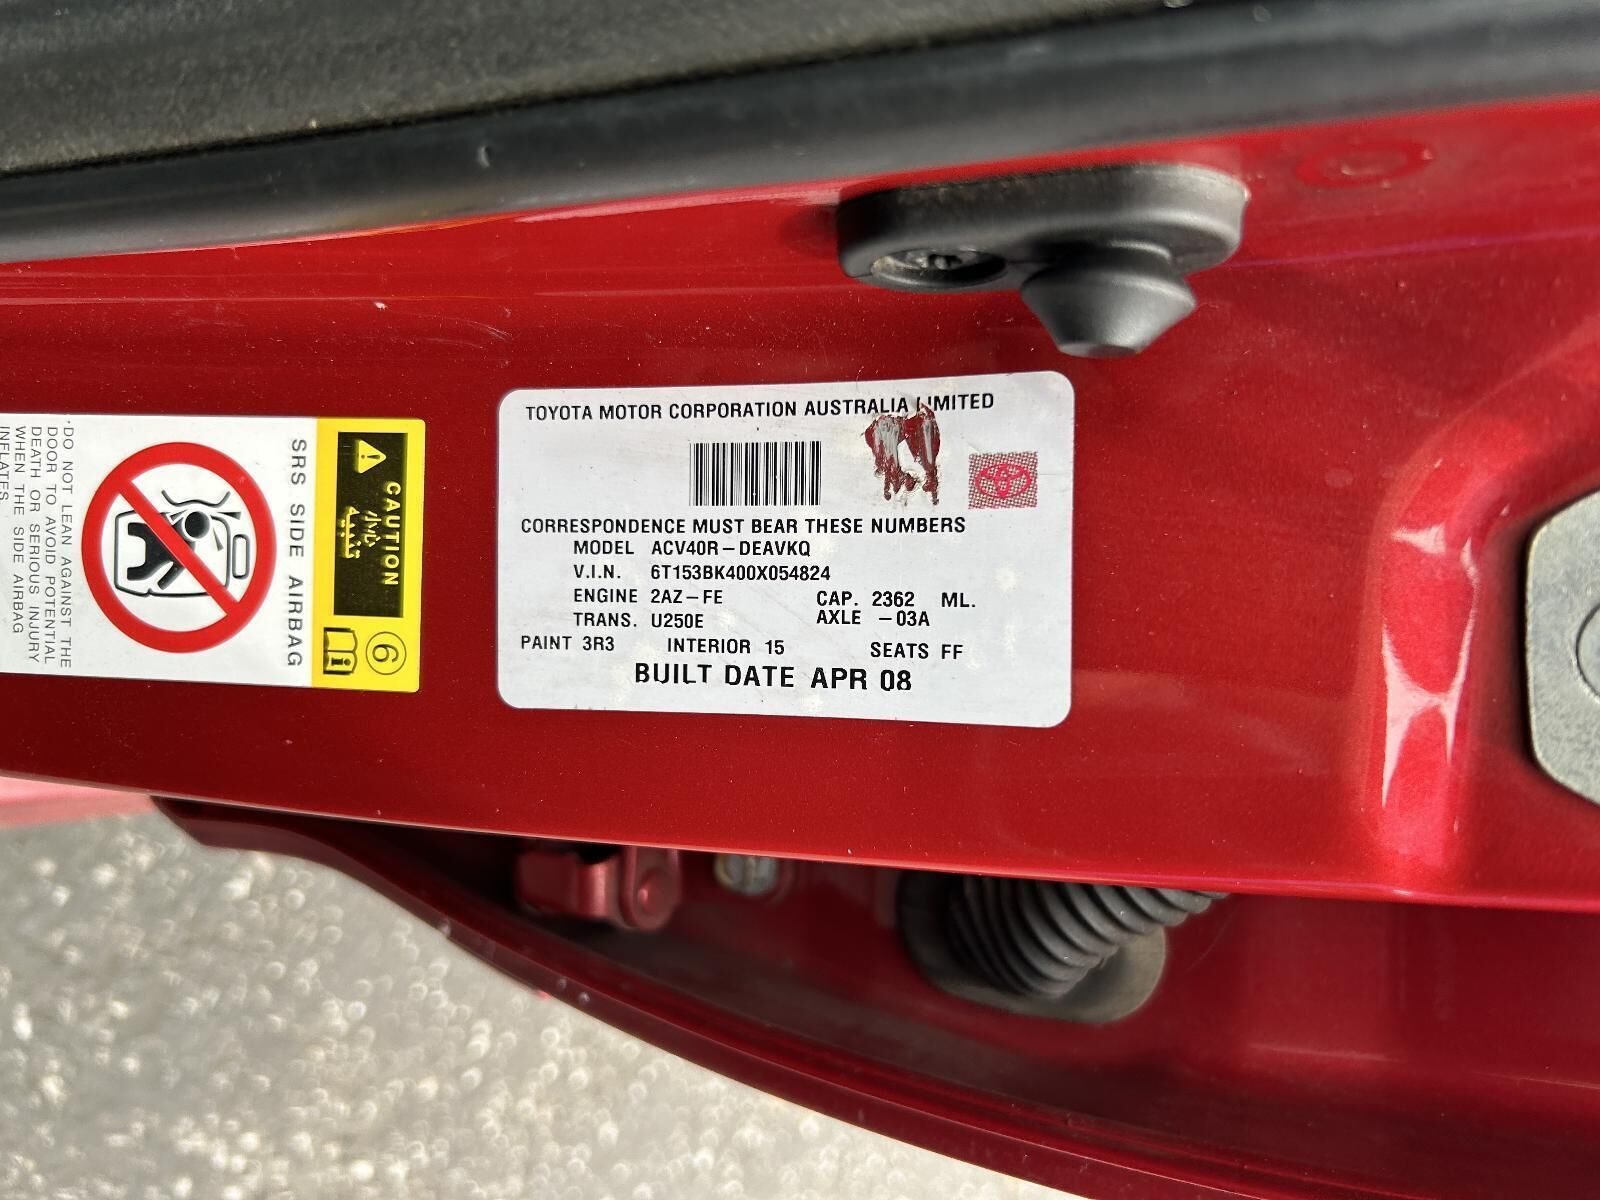 TOYOTA MOTOR CORPORATION AUSTRALIA LIMITED
CORRESPONDENCE MUST BEAR THESE NUMBERS
MODEL ACV40R-DEAVKQ
V.I.N. 6T153BK400X054824
ENGINE 2AZ-FE CAP. 2362 ML.
TRANS. U250E AXLE -03A
PAINT 3R3 INTERIOR 15 SEATS FF
BUILT DATE APR 08
CAUTION
تنبيه
6
SRS SIDE AIRBAG
·DO NOT LEAN AGAINST THE
DOOR TO AVOID POTENTIAL
DEATH OR SERIOUS INJURY
WHEN THE SIDE AIRBAG
INFLATES